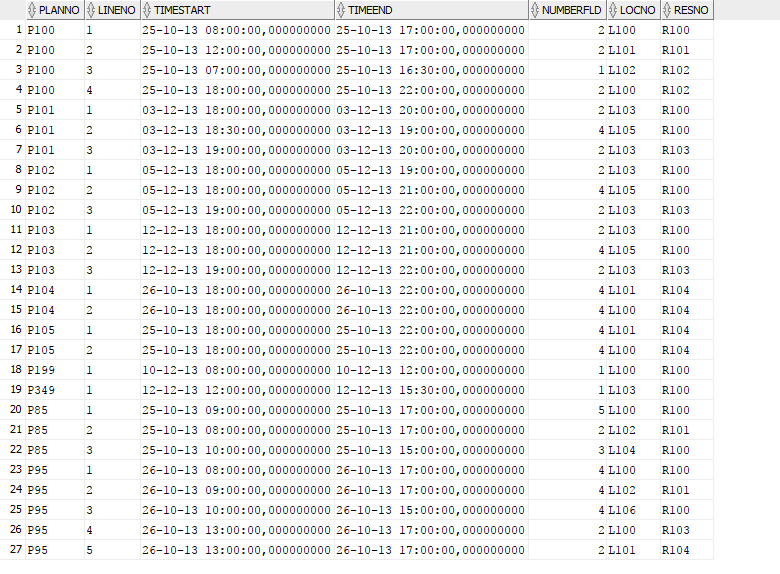 PLANNO LINENO TIMESTART TIMEEND NUMBERFLD LOCNO RESNO
1 P100 1 25-10-13 08:00:00,000000000 25-10-13 17:00:00,000000000 2 L100 R100
2 P100 2 25-10-13 12:00:00,000000000 25-10-13 17:00:00,000000000 2 L101 R101
3 P100 3 25-10-13 07:00:00,000000000 25-10-13 16:30:00,000000000 1 L102 R102
4 P100 4 25-10-13 18:00:00,000000000 25-10-13 22:00:00,000000000 2 L100 R102
5 P101 1 03-12-13 18:00:00,000000000 03-12-13 20:00:00,000000000 2 L103 R100
6 P101 2 03-12-13 18:30:00,000000000 03-12-13 19:00:00,000000000 4 L105 R100
7 P101 3 03-12-13 19:00:00,000000000 03-12-13 20:00:00,000000000 2 L103 R103
8 P102 1 05-12-13 18:00:00,000000000 05-12-13 19:00:00,000000000 2 L103 R100
9 P102 2 05-12-13 18:00:00,000000000 05-12-13 21:00:00,000000000 4 L105 R100
10 P102 3 05-12-13 19:00:00,000000000 05-12-13 22:00:00,000000000 2 L103 R103
11 P103 1 12-12-13 18:00:00,000000000 12-12-13 21:00:00,000000000 2 L103 R100
12 P103 2 12-12-13 18:00:00,000000000 12-12-13 21:00:00,000000000 4 L105 R100
13 P103 3 12-12-13 19:00:00,000000000 12-12-13 22:00:00,000000000 2 L103 R103
14 P104 1 26-10-13 18:00:00,000000000 26-10-13 22:00:00,000000000 4 L101 R104
15 P104 2 26-10-13 18:00:00,000000000 26-10-13 22:00:00,000000000 4 L100 R104
16 P105 1 25-10-13 18:00:00,000000000 25-10-13 22:00:00,000000000 4 L101 R104
17 P105 2 25-10-13 18:00:00,000000000 25-10-13 22:00:00,000000000 4 L100 R104
18 P199 1 10-12-13 08:00:00,000000000 10-12-13 12:00:00,000000000 1 L100 R100
19 P349 1 12-12-13 12:00:00,000000000 12-12-13 15:30:00,000000000 1 L103 R100
20 P85 1 25-10-13 09:00:00,000000000 25-10-13 17:00:00,000000000 5 L100 R100
21 P85 2 25-10-13 08:00:00,000000000 25-10-13 17:00:00,000000000 2 L102 R101
22 P85 3 25-10-13 10:00:00,000000000 25-10-13 15:00:00,000000000 3 L104 R100
23 P95 1 26-10-13 08:00:00,000000000 26-10-13 17:00:00,000000000 4 L100 R100
24 P95 2 26-10-13 09:00:00,000000000 26-10-13 17:00:00,000000000 4 L102 R101
25 P95 3 26-10-13 10:00:00,000000000 26-10-13 15:00:00,000000000 4 L106 R100
26 P95 4 26-10-13 13:00:00,000000000 26-10-13 17:00:00,000000000 2 L100 R103
27 P95 5 26-10-13 13:00:00,000000000 26-10-13 17:00:00,000000000 2 L101 R104